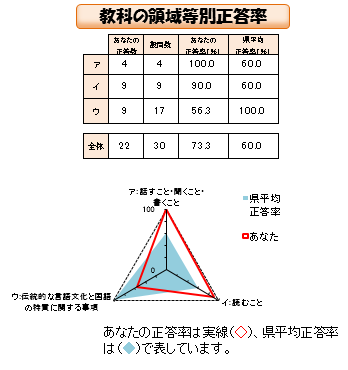 教科の領域等別正答率
あなたの正答数 設問数 あなたの正答率(%) 県平均正答率(%)
ア 4 4 100.0 60.0
イ 9 9 90.0 60.0
ウ 9 17 56.3 100.0
全体 22 30 73.3 60.0
ア:話すこと・聞くこと・
書くこと
100
0
県平均
正答率
あなた
ウ:伝統的な言語文化と国語
の特質に関する事項
イ:読むこと
あなたの正答率は実線(◇)、県平均正答率
は(◆)で表しています。